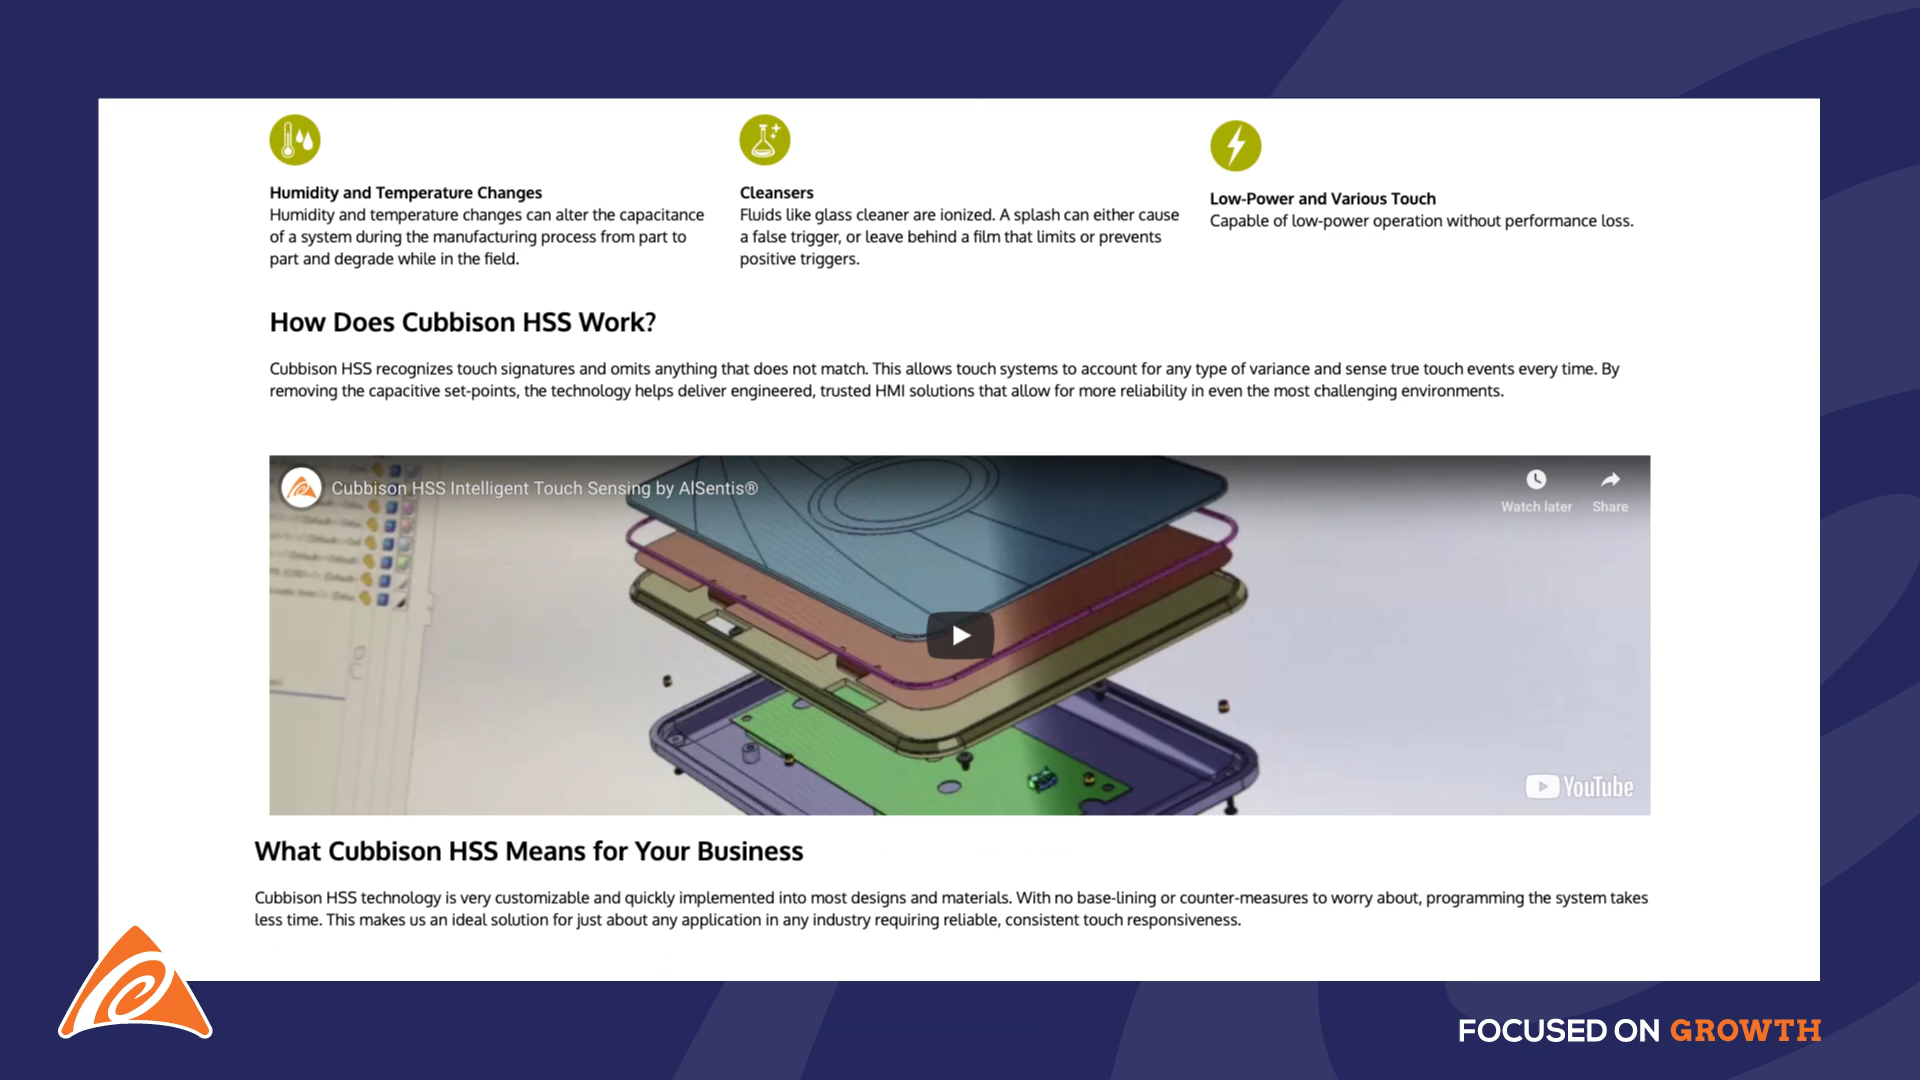 Humidity and Temperature Changes
Humidity and temperature changes can alter the capacitance
of a system during the manufacturing process from part to
part and degrade while in the field.
Cleansers
Fluids like glass cleaner are ionized. A splash can either cause
a false trigger, or leave behind a film that limits or prevents
positive triggers.
Low-Power and Various Touch
Capable of low-power operation without performance loss.
How Does Cubbison HSS Work?
Cubbison HSS recognizes touch signatures and omits anything that does not match. This allows touch systems to account for any type of variance and sense true touch events every time. By
removing the capacitive set-points, the technology helps deliver engineered, trusted HMI solutions that allow for more reliability in even the most challenging environments.
Cubbison HSS Intelligent Touch Sensing by AlSentis®
Watch later
Share
YouTube
What Cubbison HSS Means for Your Business
Cubbison HSS technology is very customizable and quickly implemented into most designs and materials. With no base-lining or counter-measures to worry about, programming the system takes
less time. This makes us an ideal solution for just about any application in any industry requiring reliable, consistent touch responsiveness.
FOCUSED ON GROWTH